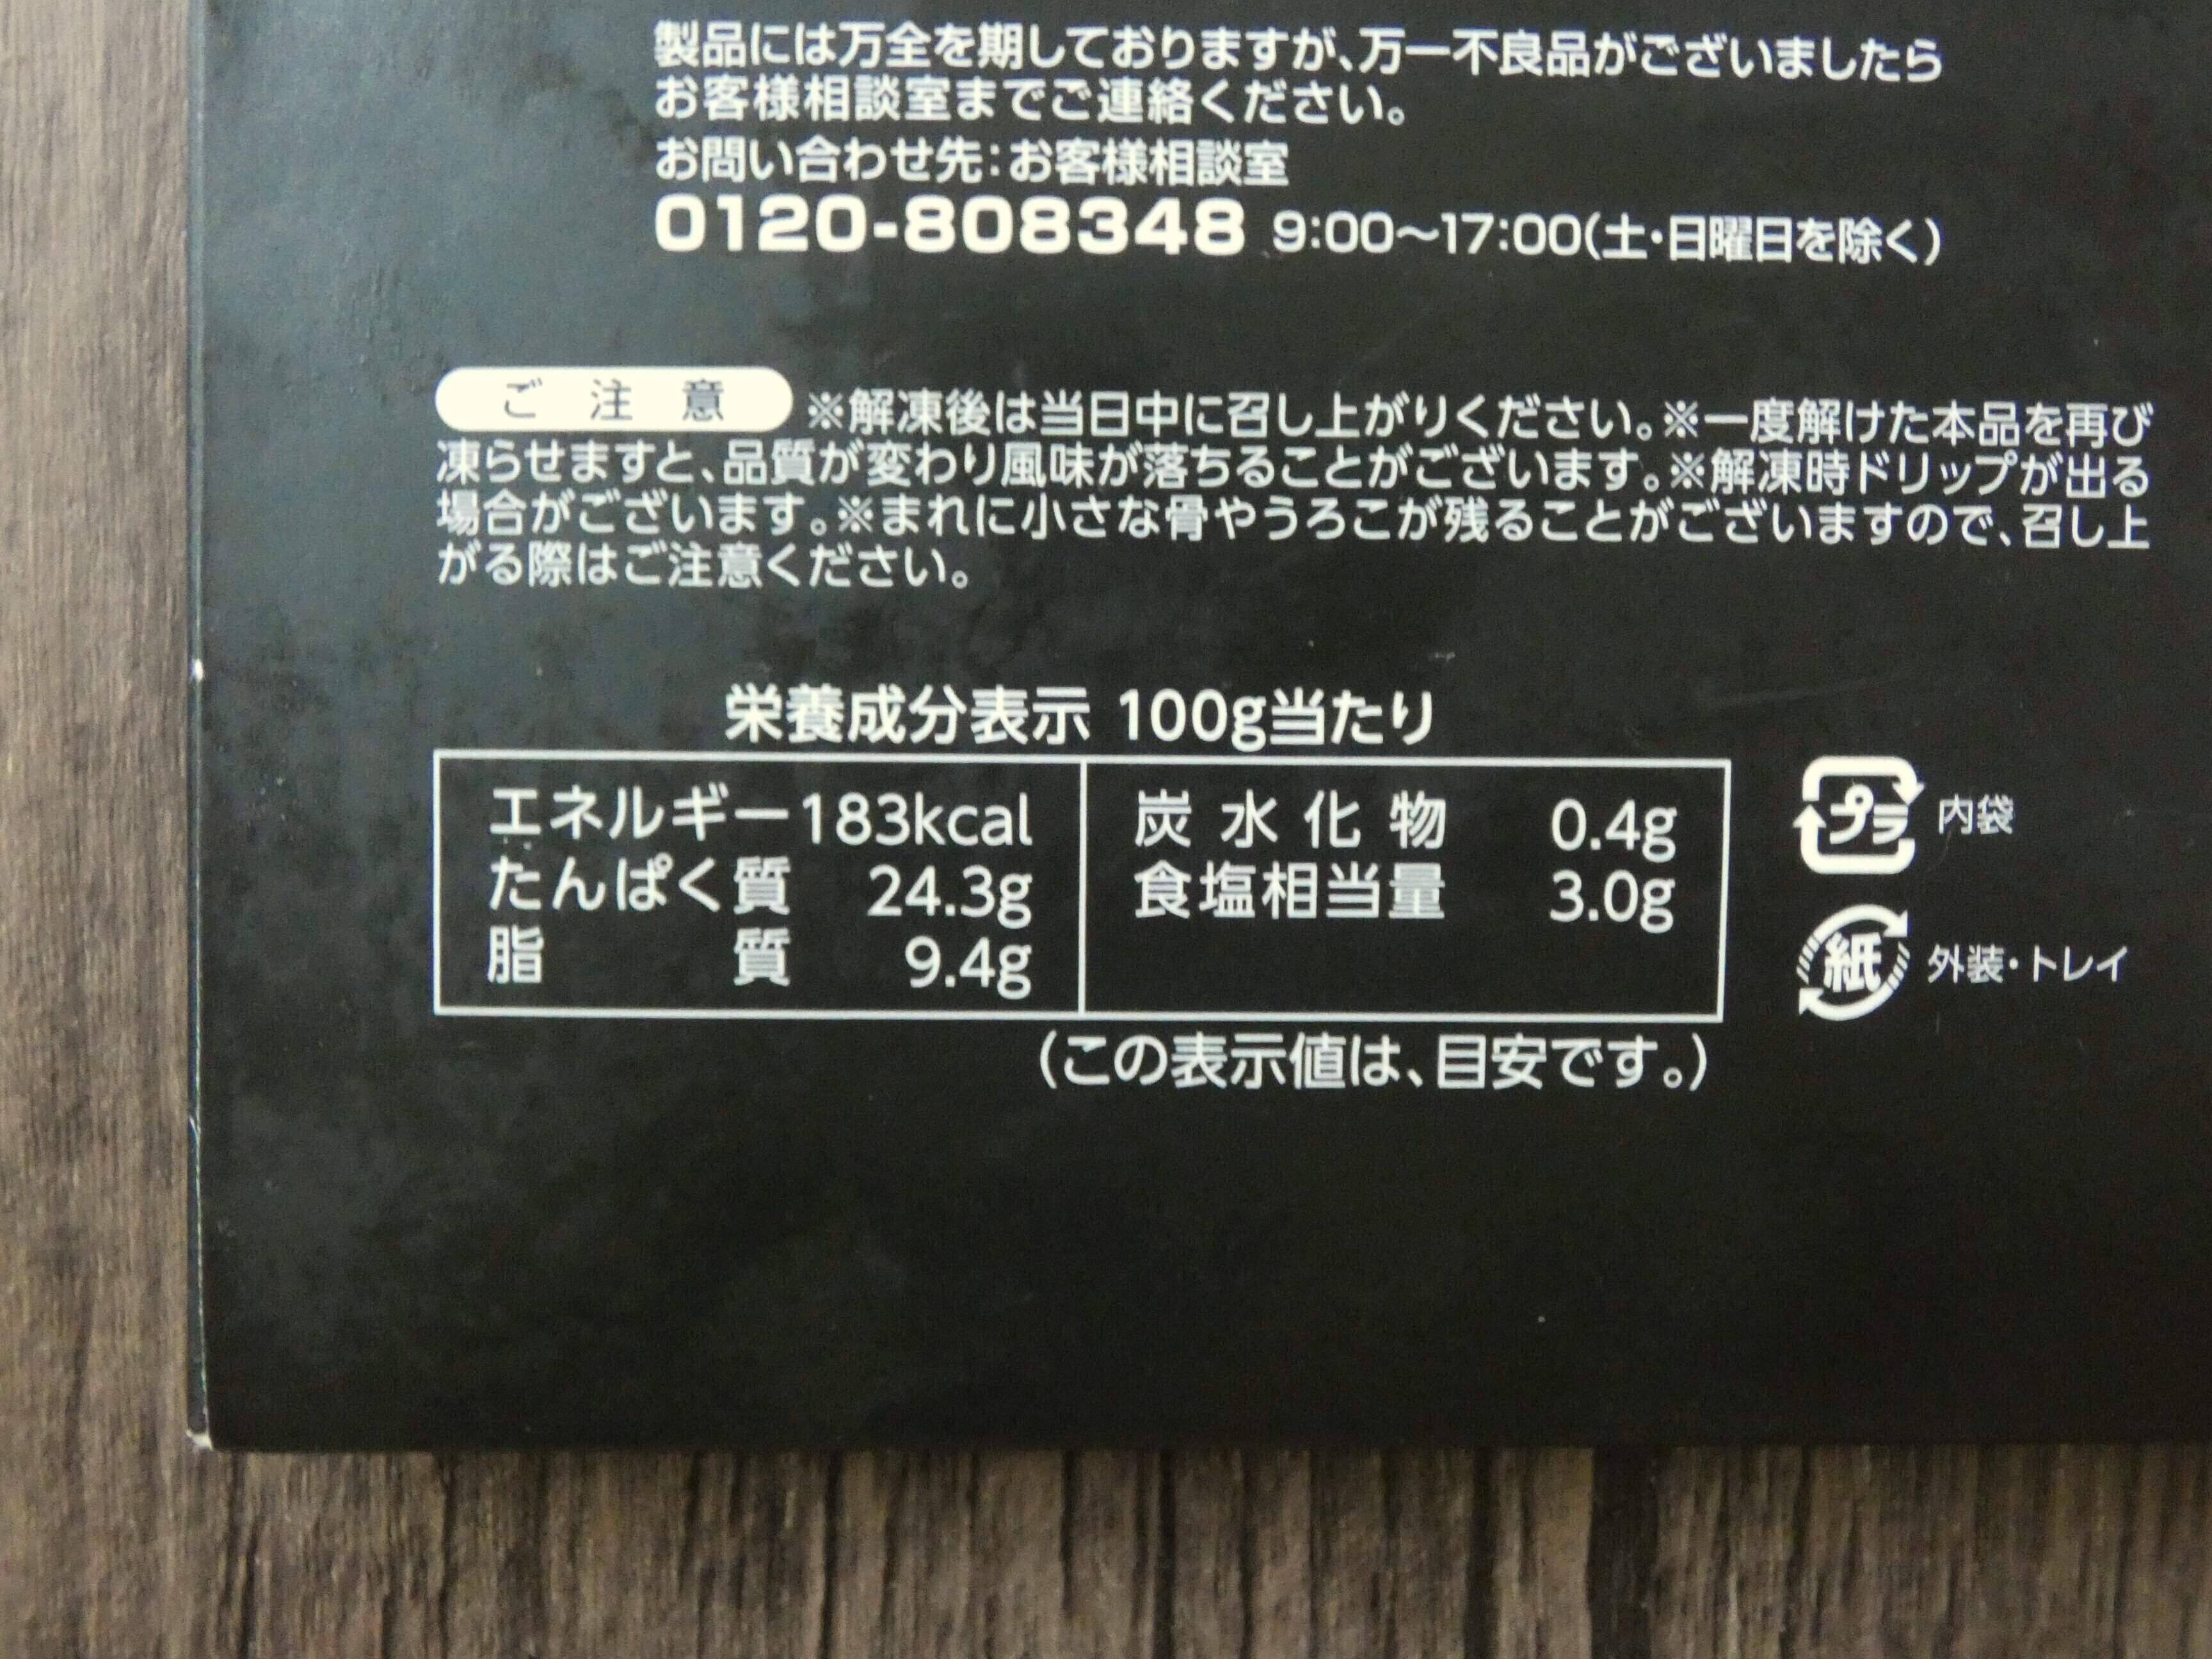 製品には万全を期しておりますが、万一不良品がございましたら
お客様相談室までご連絡ください。
お問い合わせ先：お客様相談室
0120-808348 9:00～17:00(土・日曜日を除く)
ご注意 ※解凍後は当日中に召し上がりください。※一度解けた本品を再び
凍らせますと、品質が変わり風味が落ちることがございます。※解凍時ドリップが出る
場合がございます。※まれに小さな骨やうろこが残ることがございますので、召し上
がる際はご注意ください。
栄養成分表示 100g当たり
エネルギー183kcal
たんぱく質 24.3g
脂質 9.4g
炭水化物 0.4g
食塩相当量 3.0g
(この表示値は、目安です。)
プラ 内袋
紙 外装・トレイ